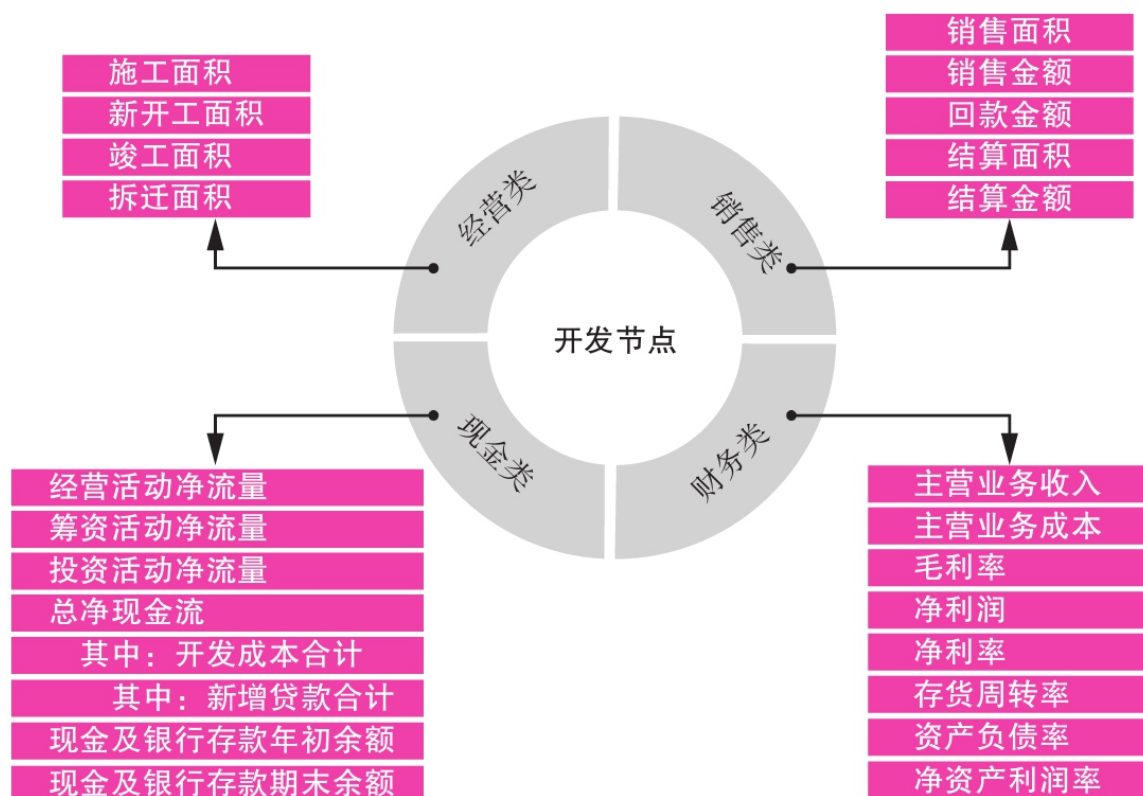 施工面积
新开工面积
竣工面积
拆迁面积
销售面积
销售金额
回款金额
结算面积
结算金额
经营类
销售类
开发节点
现金类
财务类
经营活动净流量
筹资活动净流量
投资活动净流量
总净现金流
其中：开发成本合计
其中：新增贷款合计
现金及银行存款年初余额
现金及银行存款期末余额
主营业务收入
主营业务成本
毛利率
净利润
净利率
存货周转率
资产负债率
净资产利润率